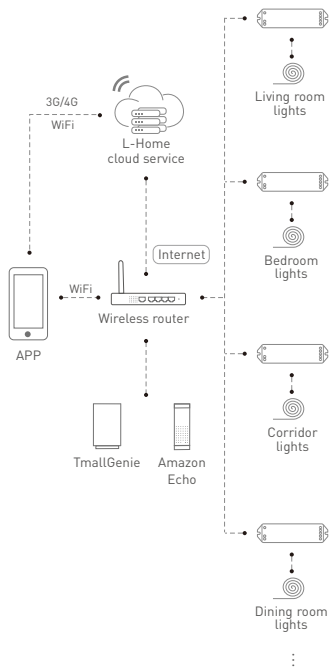 3G/4G
WiFi
L-Home
cloud service
Living room
lights
Internet
Bedroom
lights
WiFi
APP
Wireless router
TmallGenie
Amazon
Echo
Corridor
lights
Dining room
lights
⋮